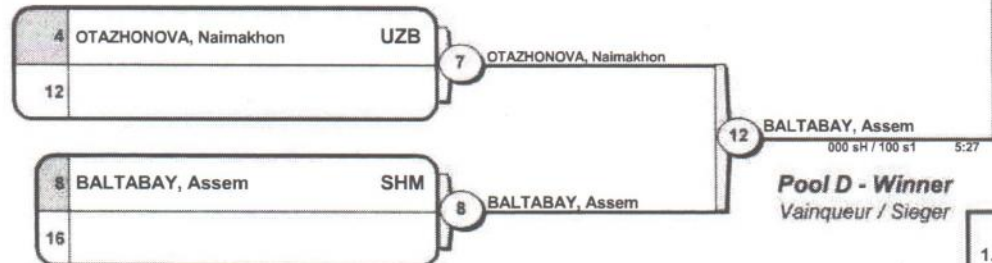 4 OTAZHONOVA, Naimakhon UZB
12
7 OTAZHONOVA, Naimakhon
8 BALTABAY, Assem SHM
16
8 BALTABAY, Assem
12 BALTABAY, Assem
000 sH / 100 s1 5:27
Pool D - Winner
Vainqueur / Sieger
1.